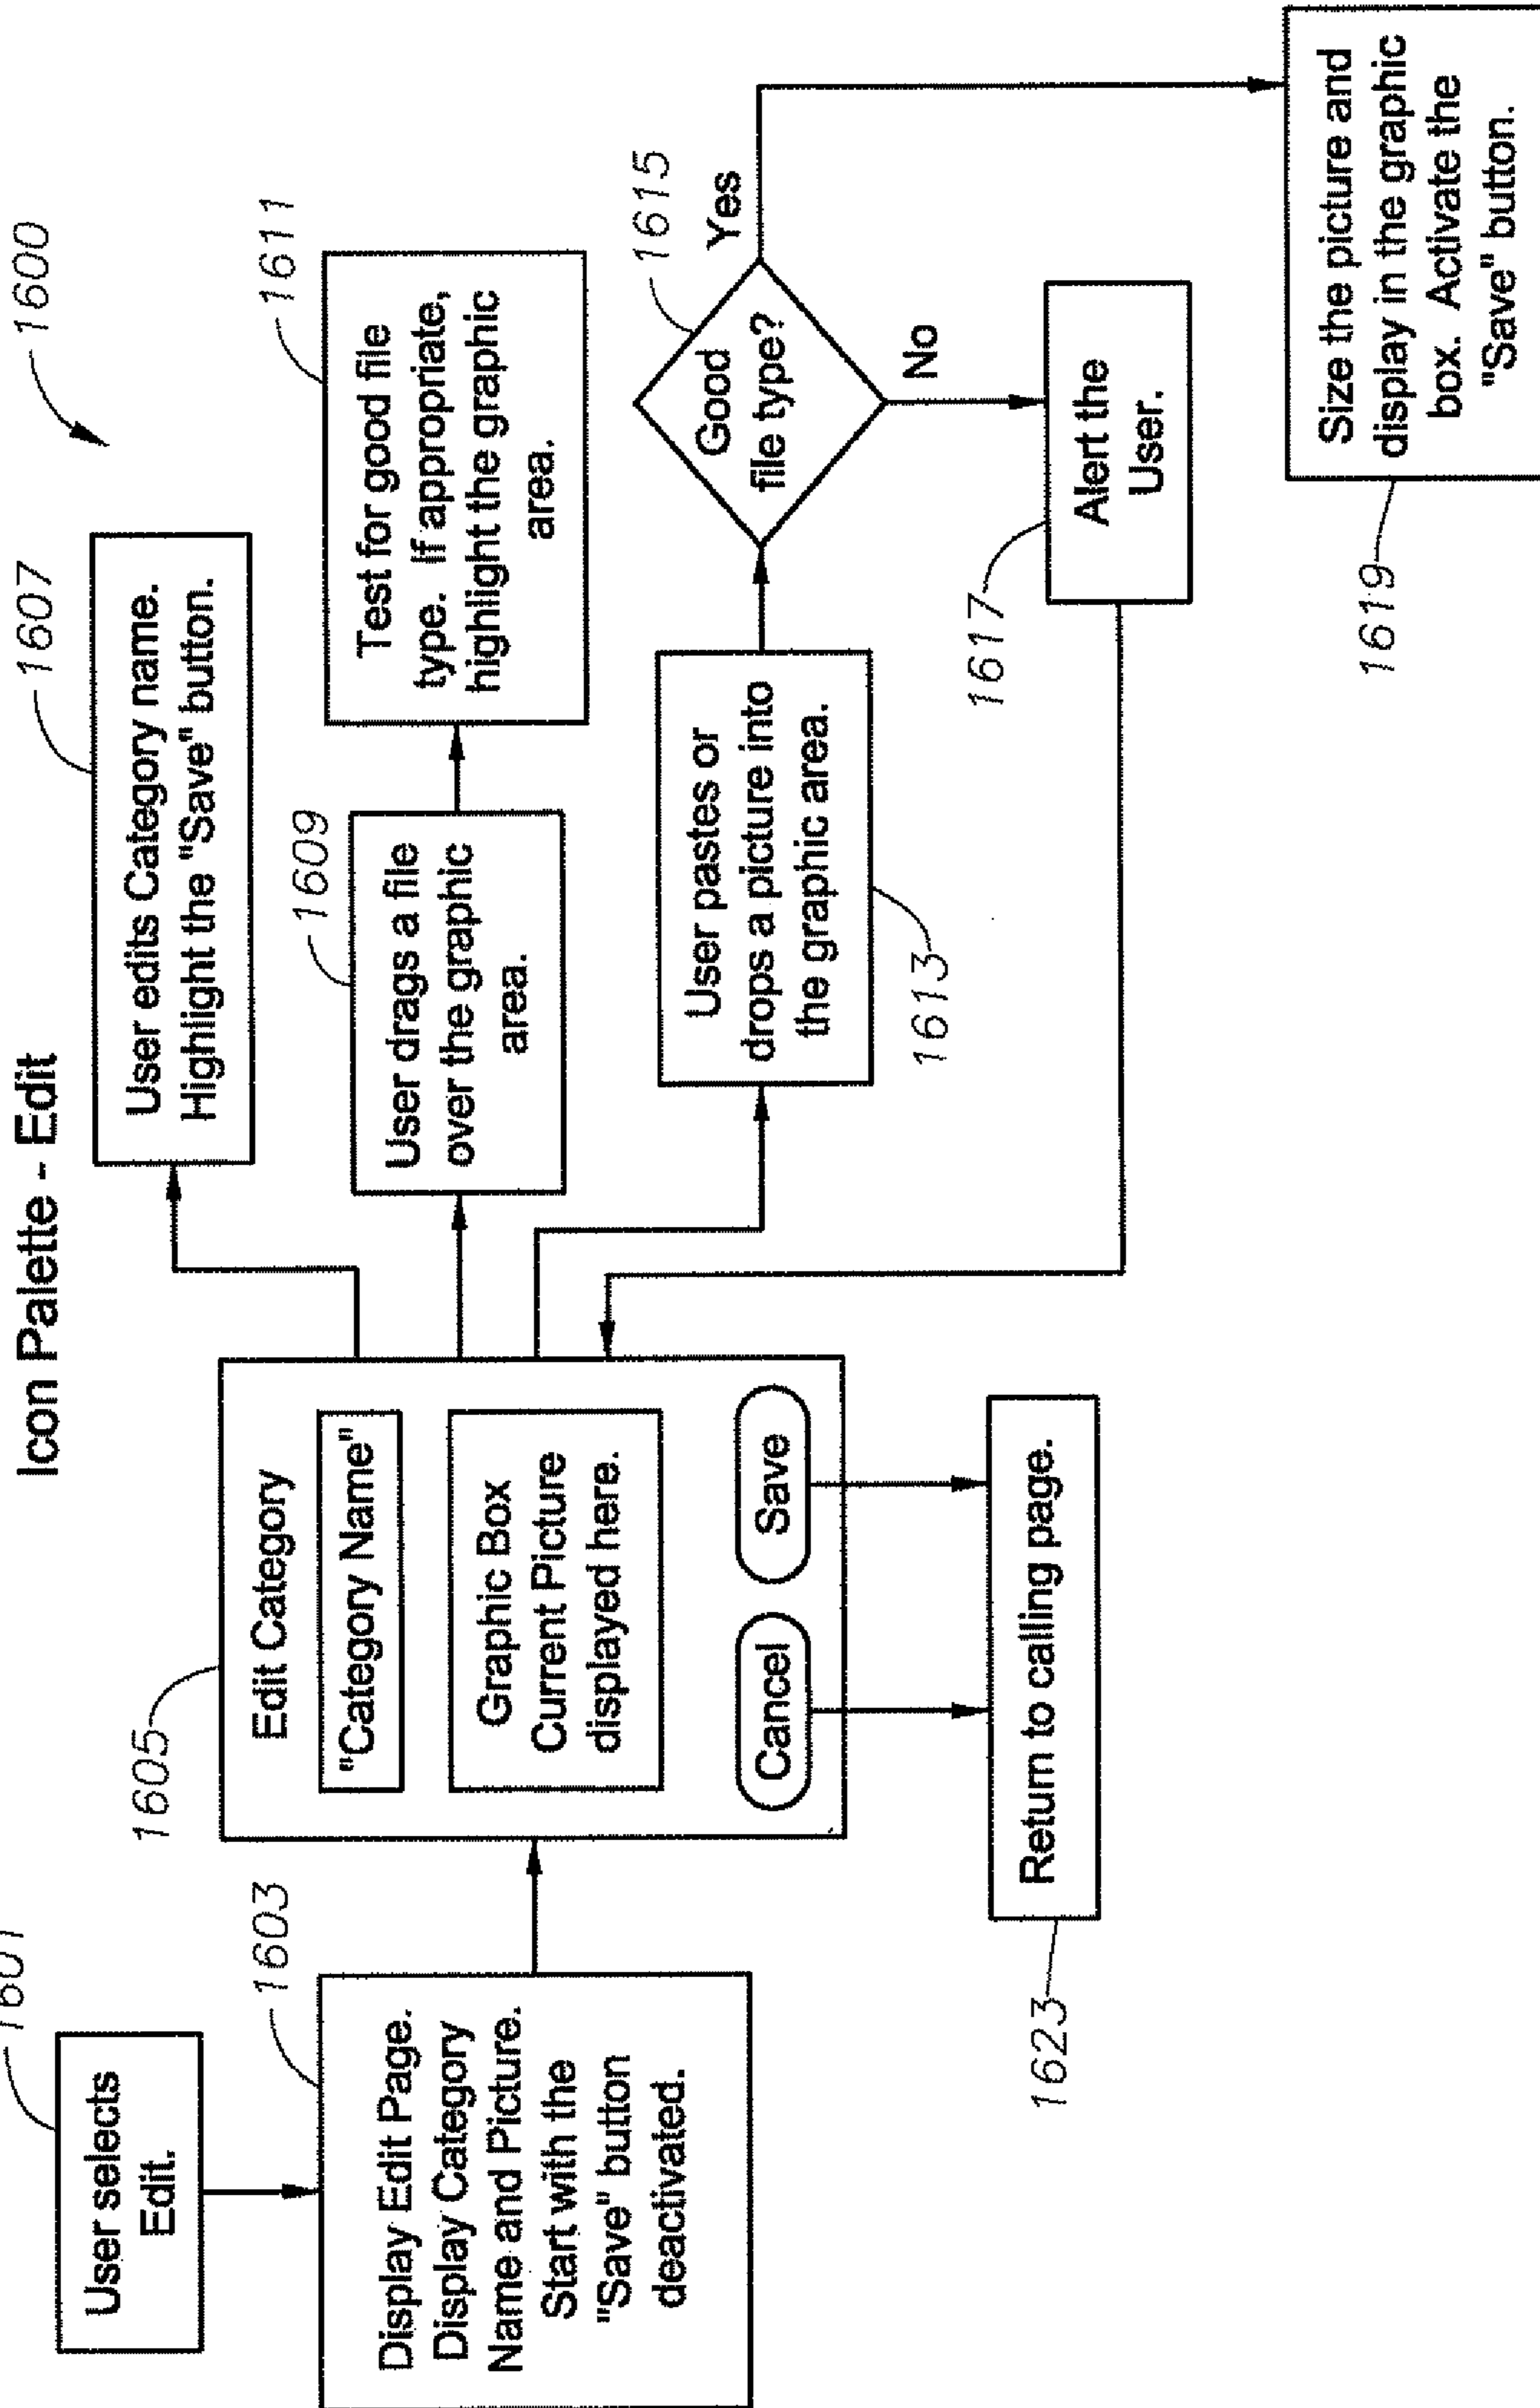 Icon Palette - Edit
1600
1601
User selects
Edit.
1603
Display Edit Page.
Display Category
Name and Picture.
Start with the
"Save" button
deactivated.
1605
Edit Category
"Category Name"
Graphic Box
Current Picture
displayed here.
Cancel
Save
1607
User edits Category name.
Highlight the "Save" button.
1609
User drags a file
over the graphic
area.
1611
Test for good file
type. If appropriate,
highlight the graphic
area.
User pastes or
drops a picture into
the graphic area.
1613
1615
Good
file type?
Yes
No
Alert the
User.
1617
Size the picture and
display in the graphic
box. Activate the
"Save" button.
1619
Return to calling page.
1623